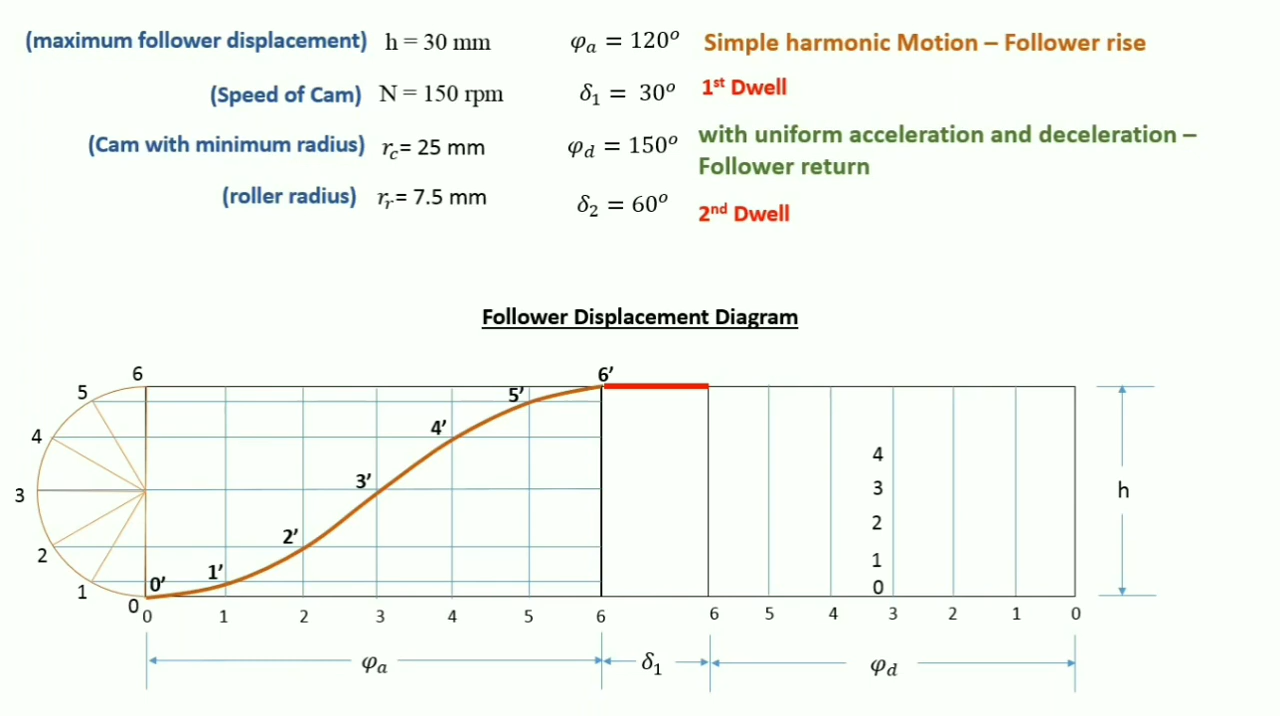 (maximum follower displacement) h = 30 mm φₐ = 120° Simple harmonic Motion – Follower rise
(Speed of Cam) N = 150 rpm δ₁ = 30° 1st Dwell
(Cam with minimum radius) r_c= 25 mm φ_d = 150° with uniform acceleration and deceleration –
Follower return
(roller radius) r_r= 7.5 mm δ₂ = 60° 2nd Dwell
Follower Displacement Diagram
6 6′
5 5′
4 4′
4
3 3′
3
h
2 2′
2
1 1′
1
0 0′
0
0 1 2 3 4 5 6 6 5 4 3 2 1 0
φₐ δ₁ φ_d